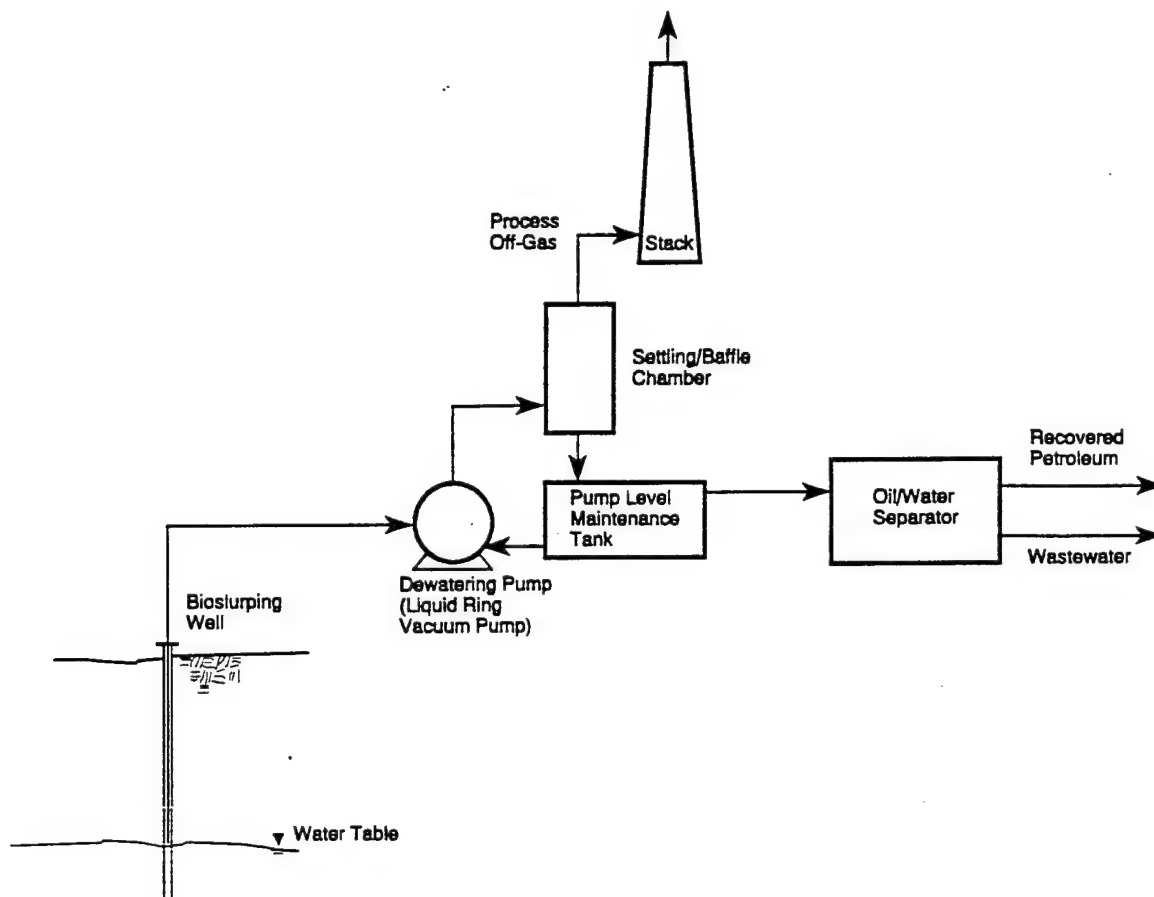 Process
Off-Gas
Stack
Settling/Baffle
Chamber
Recovered
Petroleum
Pump Level
Maintenance
Tank
Oil/Water
Separator
Wastewater
Dewatering Pump
(Liquid Ring
Vacuum Pump)
Bioslurping
Well
Water Table